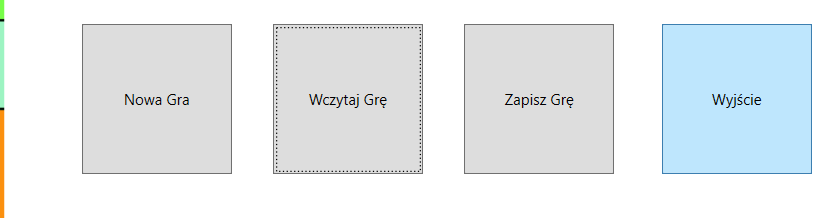 Nowa Gra
Wczytaj Grę
Zapisz Grę
Wyjście